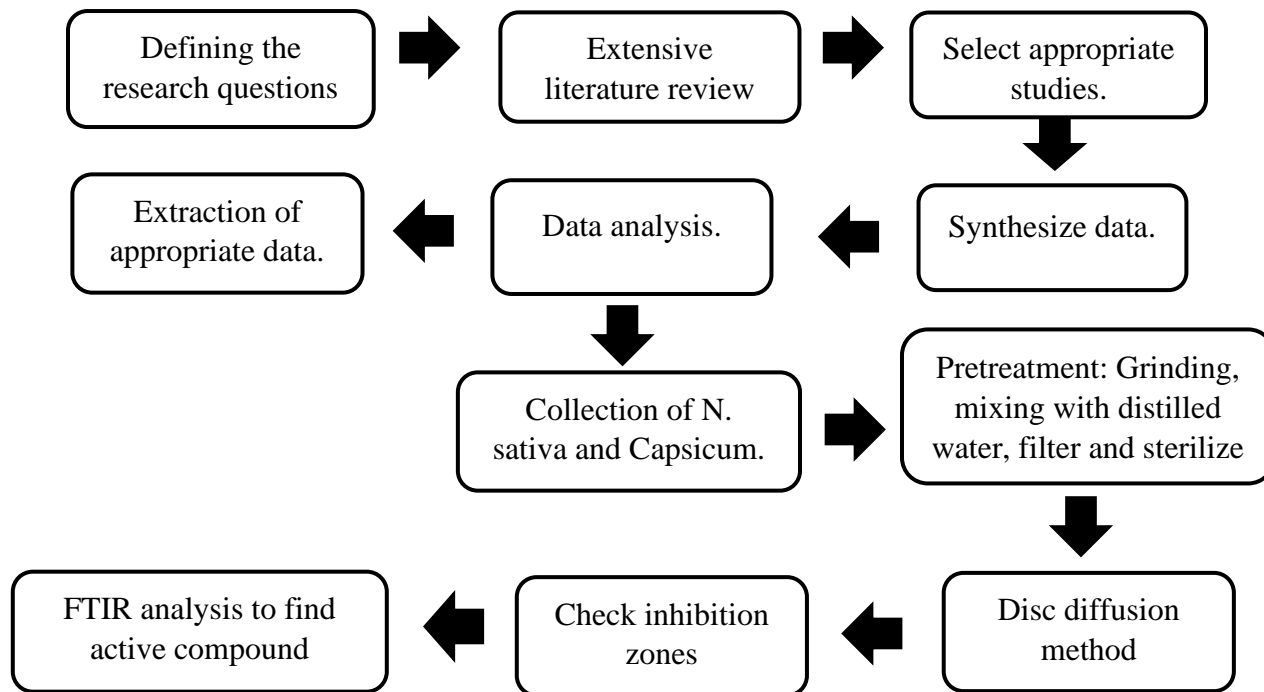 Defining the
research questions
Extensive
literature review
Select appropriate
studies.
Synthesize data.
Data analysis.
Extraction of
appropriate data.
Collection of N.
sativa and Capsicum.
Pretreatment: Grinding,
mixing with distilled
water, filter and sterilize
Disc diffusion
method
Check inhibition
zones
FTIR analysis to find
active compound